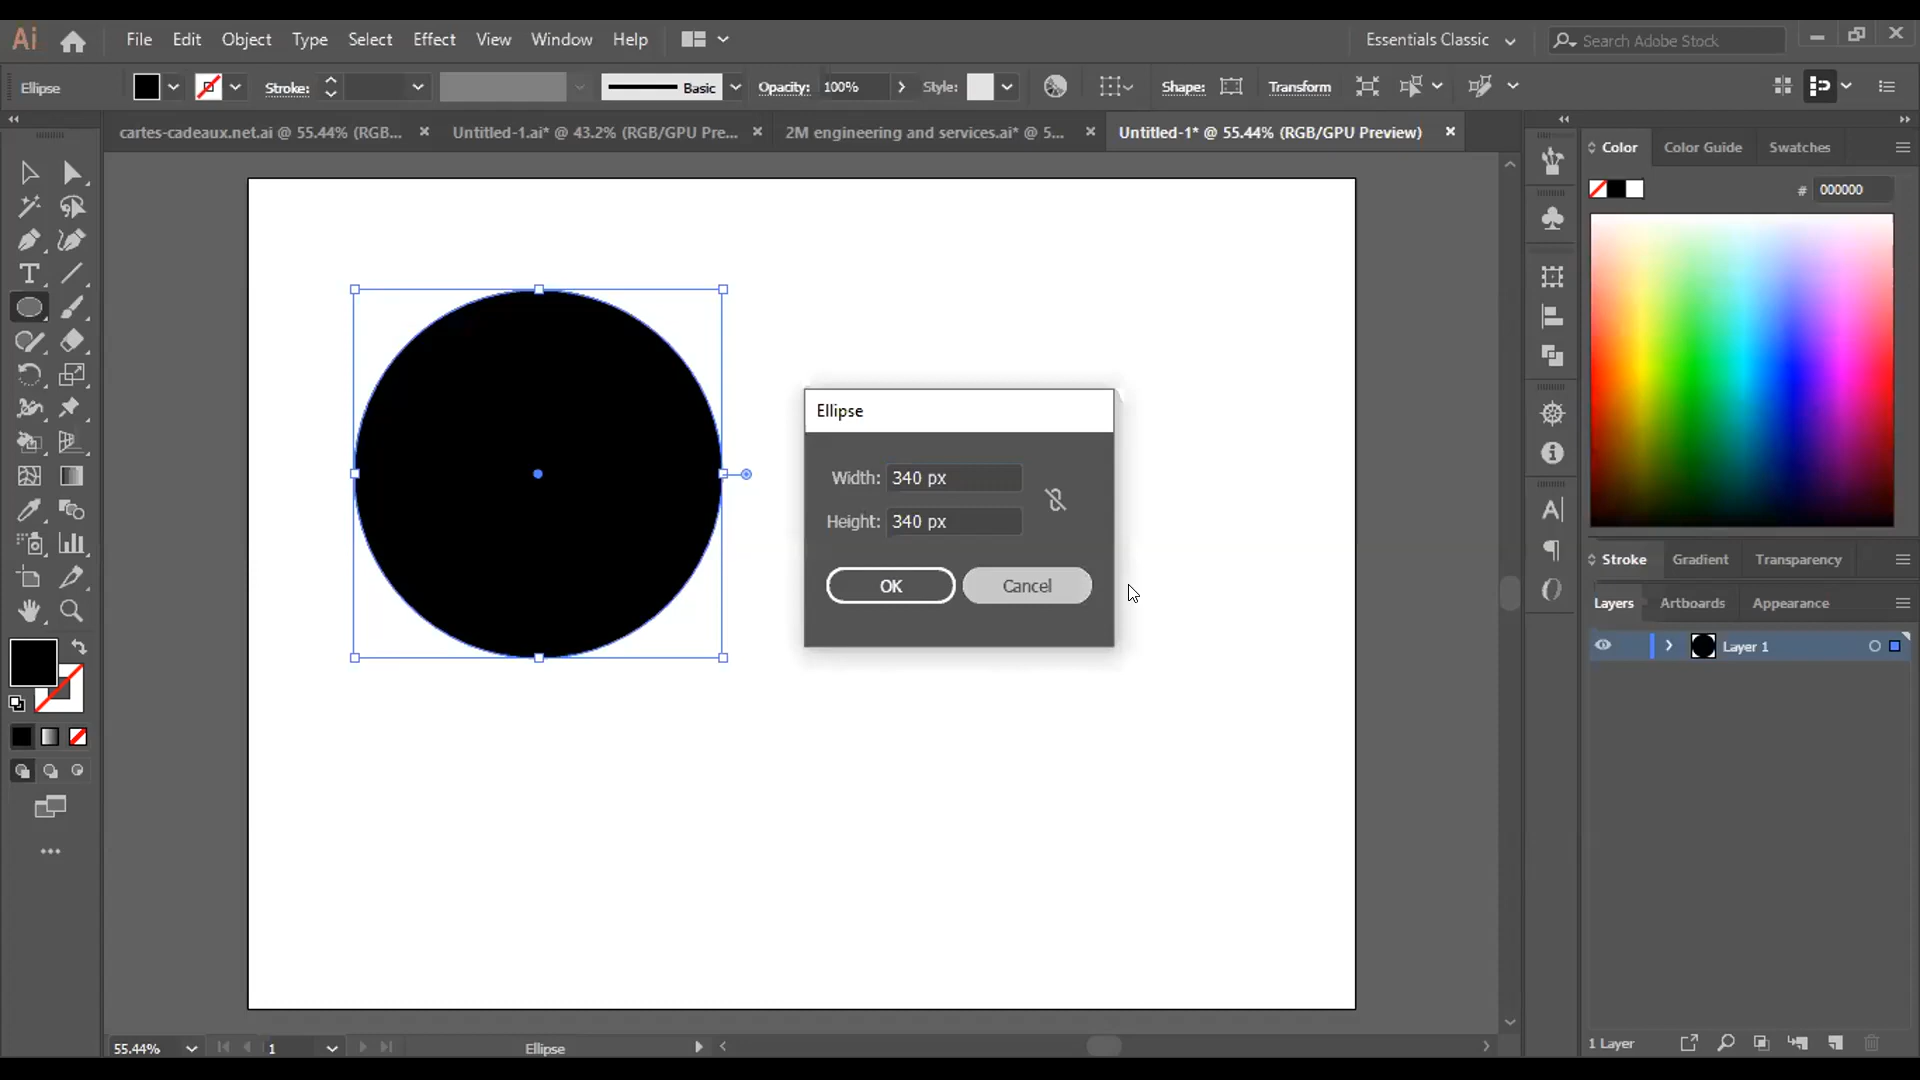 Ai
File Edit Object Type Select Effect View Window Help
Essentials Classic
Search Adobe Stock
Ellipse
Stroke:
Basic
Opacity: 100%
Style:
Shape:
Transform
cartes-cadeaux.net.ai @ 55.44% (RGB...
Untitled-1.ai* @ 43.2% (RGB/GPU Pre...
2M engineering and services.ai* @ 5...
Untitled-1* @ 55.44% (RGB/GPU Preview)
Color Color Guide Swatches
# 000000
Ellipse
Width: 340 px
Height: 340 px
OK Cancel
Stroke Gradient Transparency
Layers Artboards Appearance
Layer 1
1 Layer
55.44%
1
Ellipse